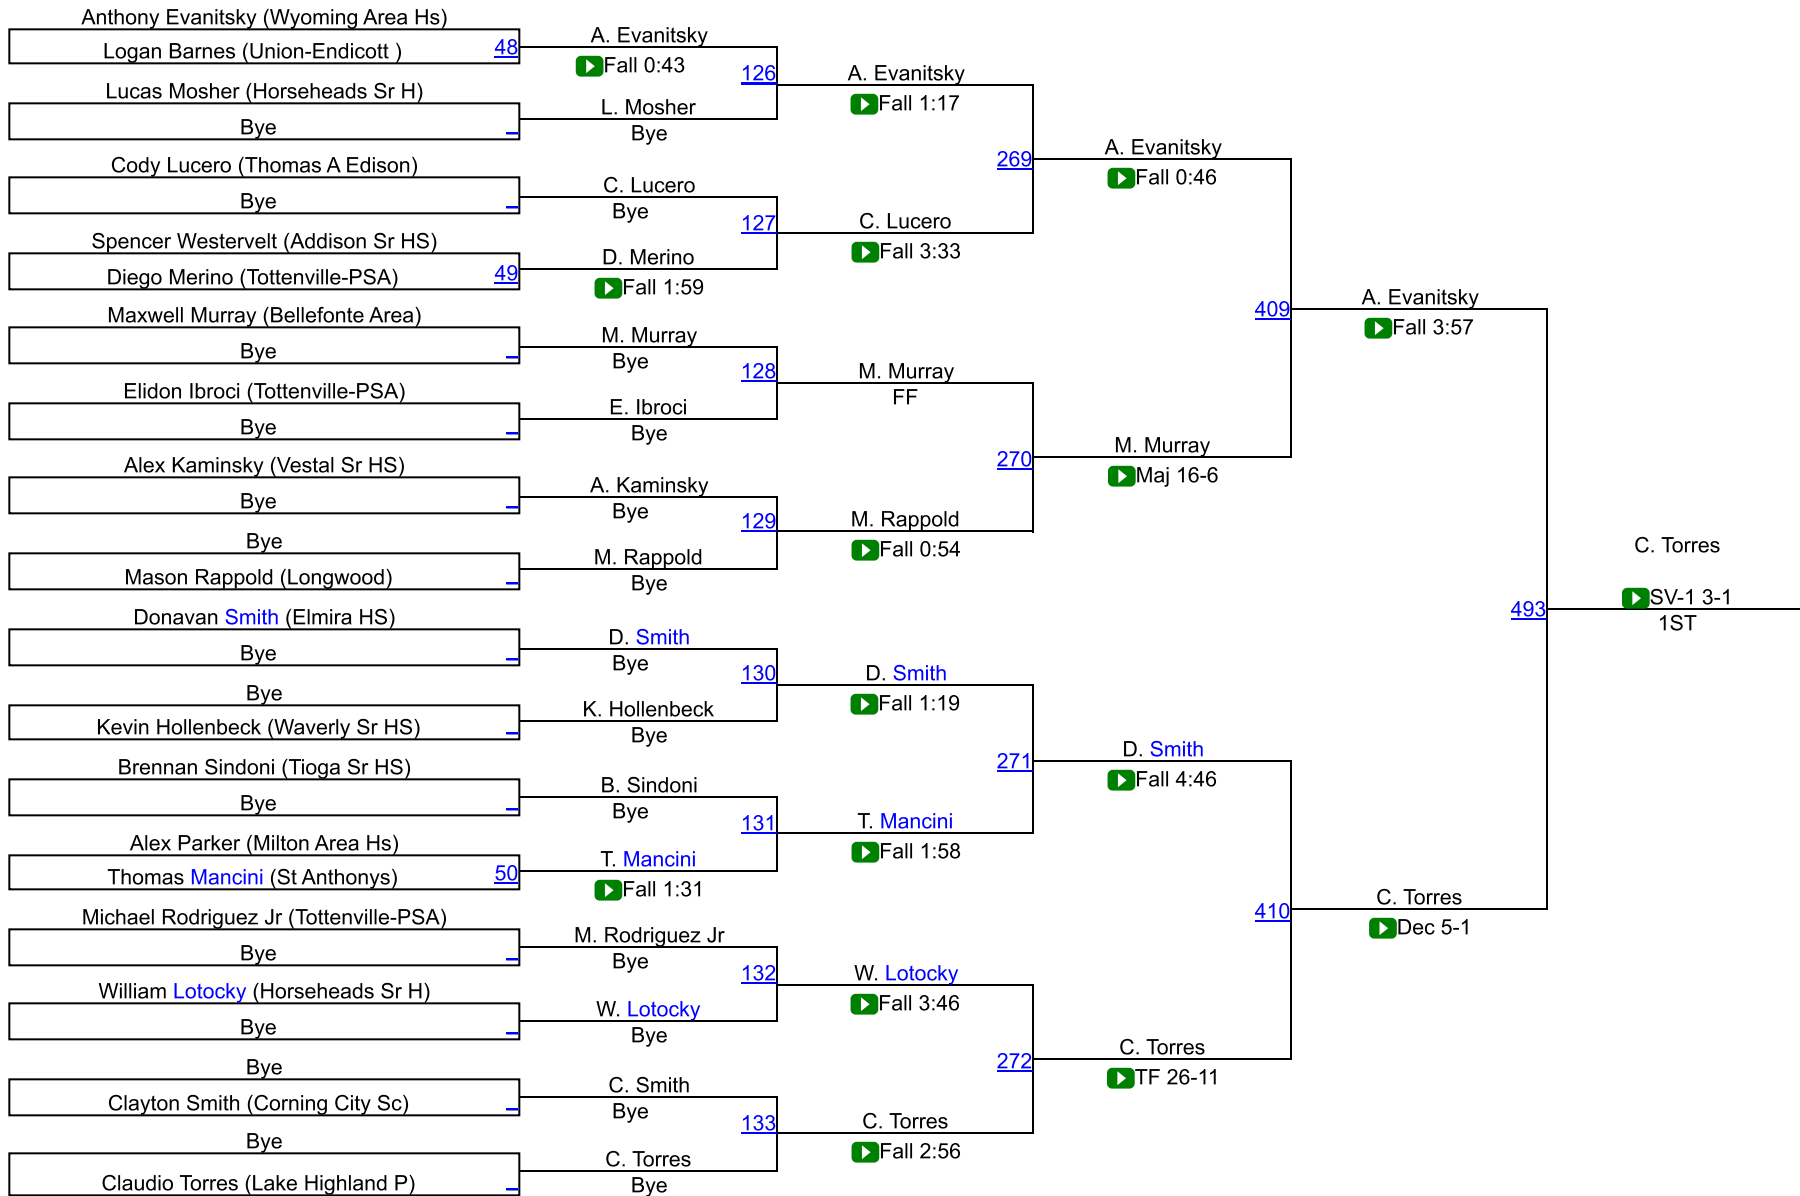 Anthony Evanitsky (Wyoming Area Hs)
Logan Barnes (Union-Endicott )
48
Lucas Mosher (Horseheads Sr H)
Bye
Cody Lucero (Thomas A Edison)
Bye
Spencer Westervelt (Addison Sr HS)
Diego Merino (Tottenville-PSA)
49
Maxwell Murray (Bellefonte Area)
Bye
Elidon Ibroci (Tottenville-PSA)
Bye
Alex Kaminsky (Vestal Sr HS)
Bye
Bye
Mason Rappold (Longwood)
Donavan Smith (Elmira HS)
Bye
Bye
Kevin Hollenbeck (Waverly Sr HS)
Brennan Sindoni (Tioga Sr HS)
Bye
Alex Parker (Milton Area Hs)
Thomas Mancini (St Anthonys)
50
Michael Rodriguez Jr (Tottenville-PSA)
Bye
William Lotocky (Horseheads Sr H)
Bye
Bye
Clayton Smith (Corning City Sc)
Bye
Claudio Torres (Lake Highland P)
A. Evanitsky
Fall 0:43
126
L. Mosher
Bye
C. Lucero
Bye
127
D. Merino
Fall 1:59
M. Murray
Bye
128
E. Ibroci
Bye
A. Kaminsky
Bye
129
M. Rappold
Bye
D. Smith
Bye
130
K. Hollenbeck
Bye
B. Sindoni
Bye
131
T. Mancini
Fall 1:31
M. Rodriguez Jr
Bye
132
W. Lotocky
Bye
C. Smith
Bye
133
C. Torres
Bye
A. Evanitsky
Fall 1:17
269
C. Lucero
Fall 3:33
M. Murray
FF
270
M. Rappold
Fall 0:54
D. Smith
Fall 1:19
271
T. Mancini
Fall 1:58
W. Lotocky
Fall 3:46
272
C. Torres
Fall 2:56
A. Evanitsky
Fall 0:46
409
M. Murray
Maj 16-6
D. Smith
Fall 4:46
410
C. Torres
TF 26-11
A. Evanitsky
Fall 3:57
493
C. Torres
Dec 5-1
C. Torres
SV-1 3-1
1ST